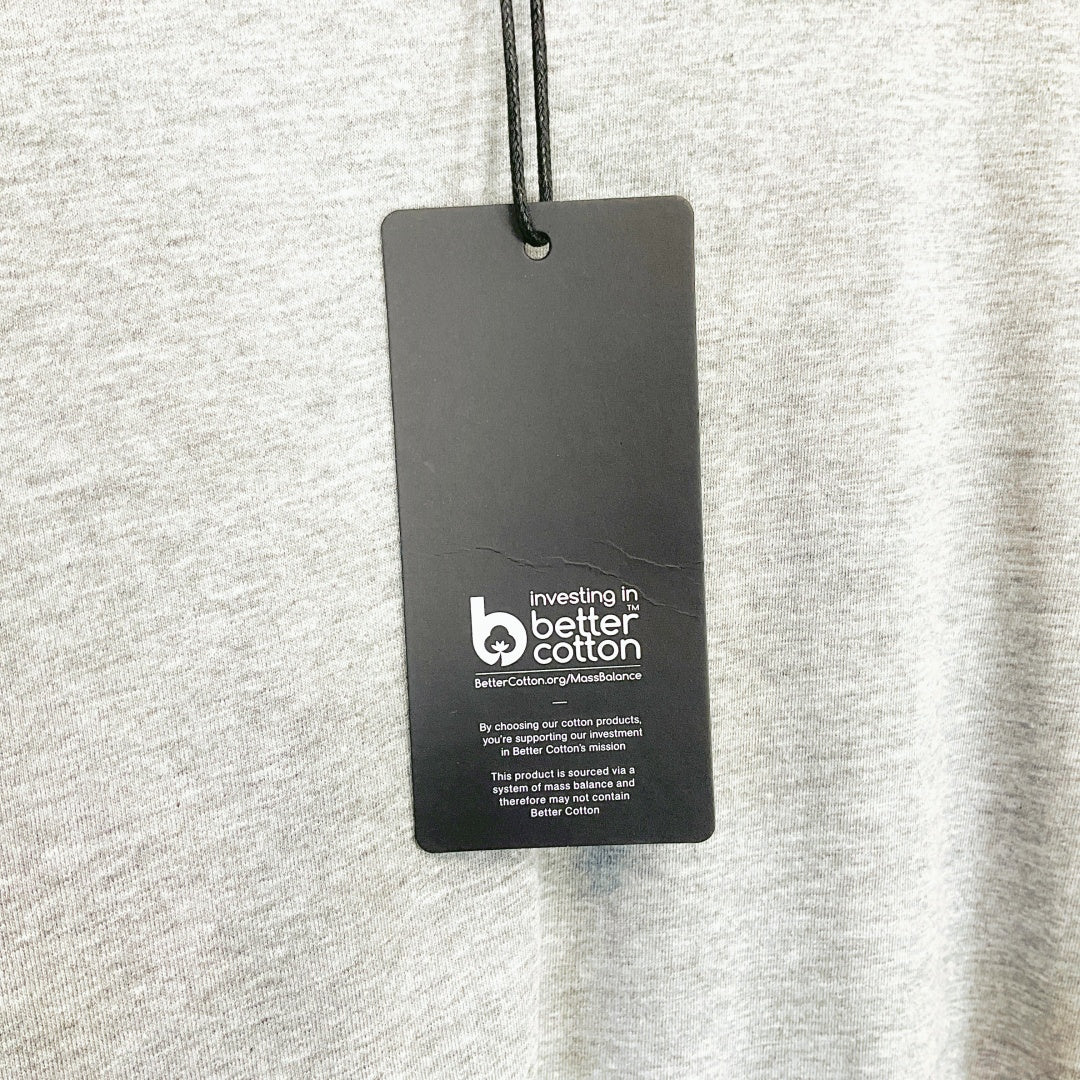 investing in
better™
cotton
BetterCotton.org/MassBalance
—
By choosing our cotton products,
you're supporting our investment
in Better Cotton's mission
This product is sourced via a
system of mass balance and
therefore may not contain
Better Cotton